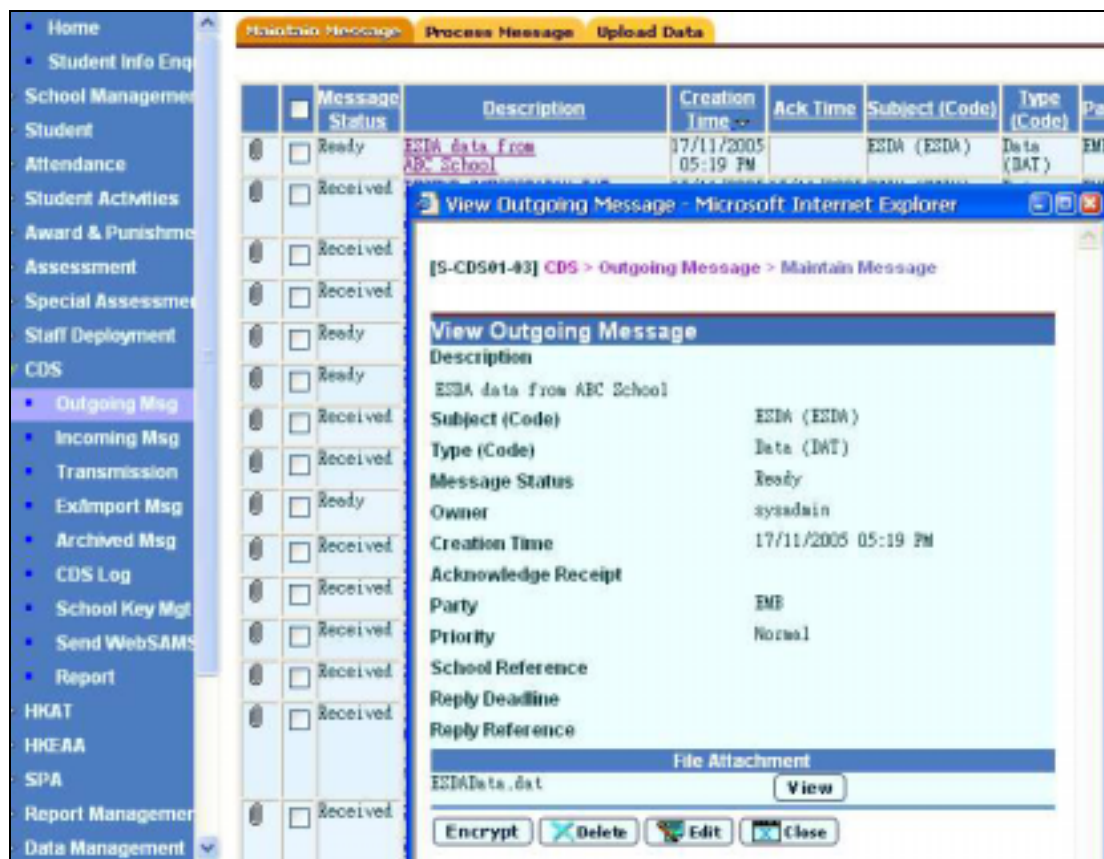 Home
Student Info Enq
School Managemen
Student
Attendance
Student Activities
Award & Punishme
Assessment
Special Assessmen
Staff Deployment
CDS
Outgoing Msg
Incoming Msg
Transmission
Ex/Import Msg
Archived Msg
CDS Log
School Key Mgt
Send WebSAMS
Report
HKAT
HKEAA
SPA
Report Managemen
Data Management
Maintain Message Process Message Upload Data
Message Status Description Creation Time Ack Time Subject (Code) Type (Code) Pa
Ready ESDA data from ABC School 17/11/2005 05:19 PM ESDA (ESDA) Data (DAT) EMB
Received
Received
Received
Ready
Ready
Received
Received
Ready
Received
Received
Received
Received
Received
Received
View Outgoing Message - Microsoft Internet Explorer
[S-CDS01-03] CDS > Outgoing Message > Maintain Message
View Outgoing Message
Description
ESDA data from ABC School
Subject (Code) ESDA (ESDA)
Type (Code) Data (DAT)
Message Status Ready
Owner sysadmin
Creation Time 17/11/2005 05:19 PM
Acknowledge Receipt
Party EMB
Priority Normal
School Reference
Reply Deadline
Reply Reference
File Attachment
ESDAData.dat View
Encrypt Delete Edit Close